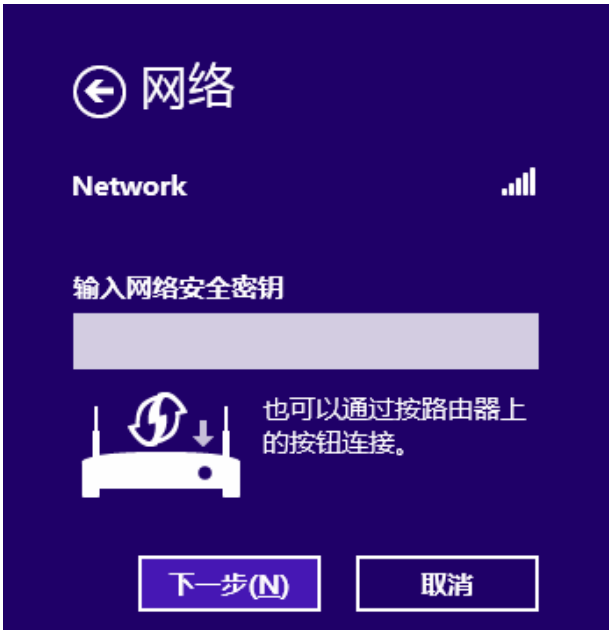 网络
Network
输入网络安全密钥
也可以通过按路由器上
的按钮连接。
下一步(N)
取消